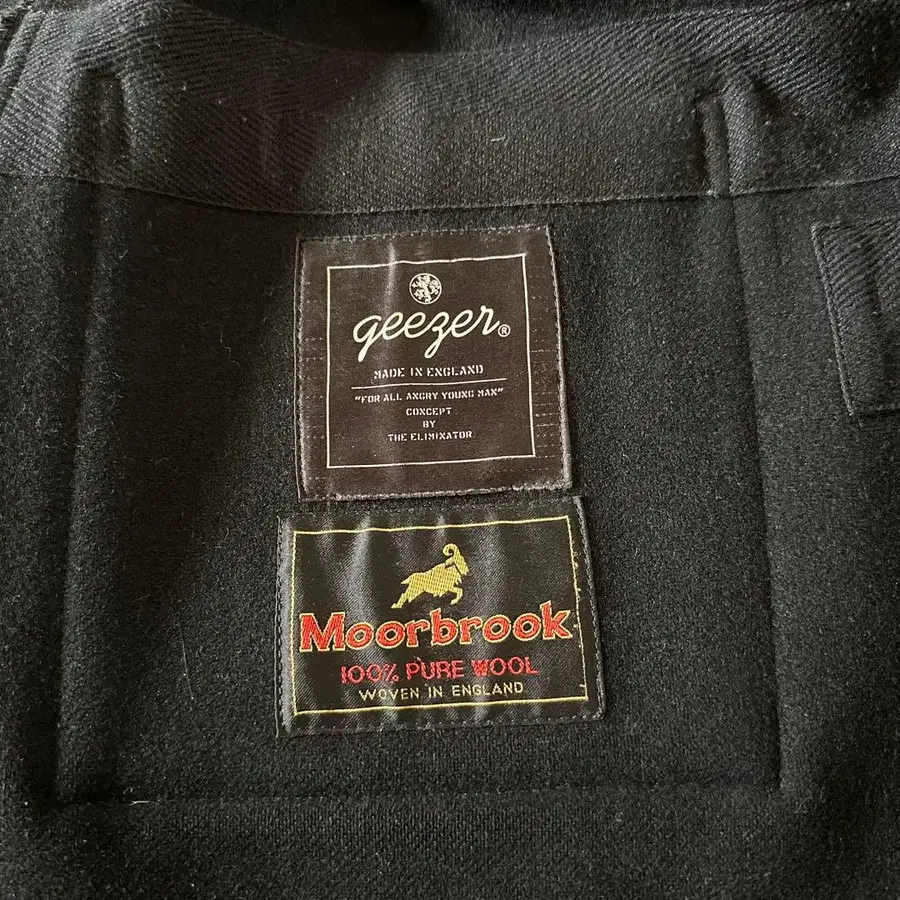 geezer®
MADE IN ENGLAND
"FOR ALL ANGRY YOUNG MAN"
CONCEPT
BY
THE ELIMINATOR
Moorbrook
100% PURE WOOL
WOVEN IN ENGLAND